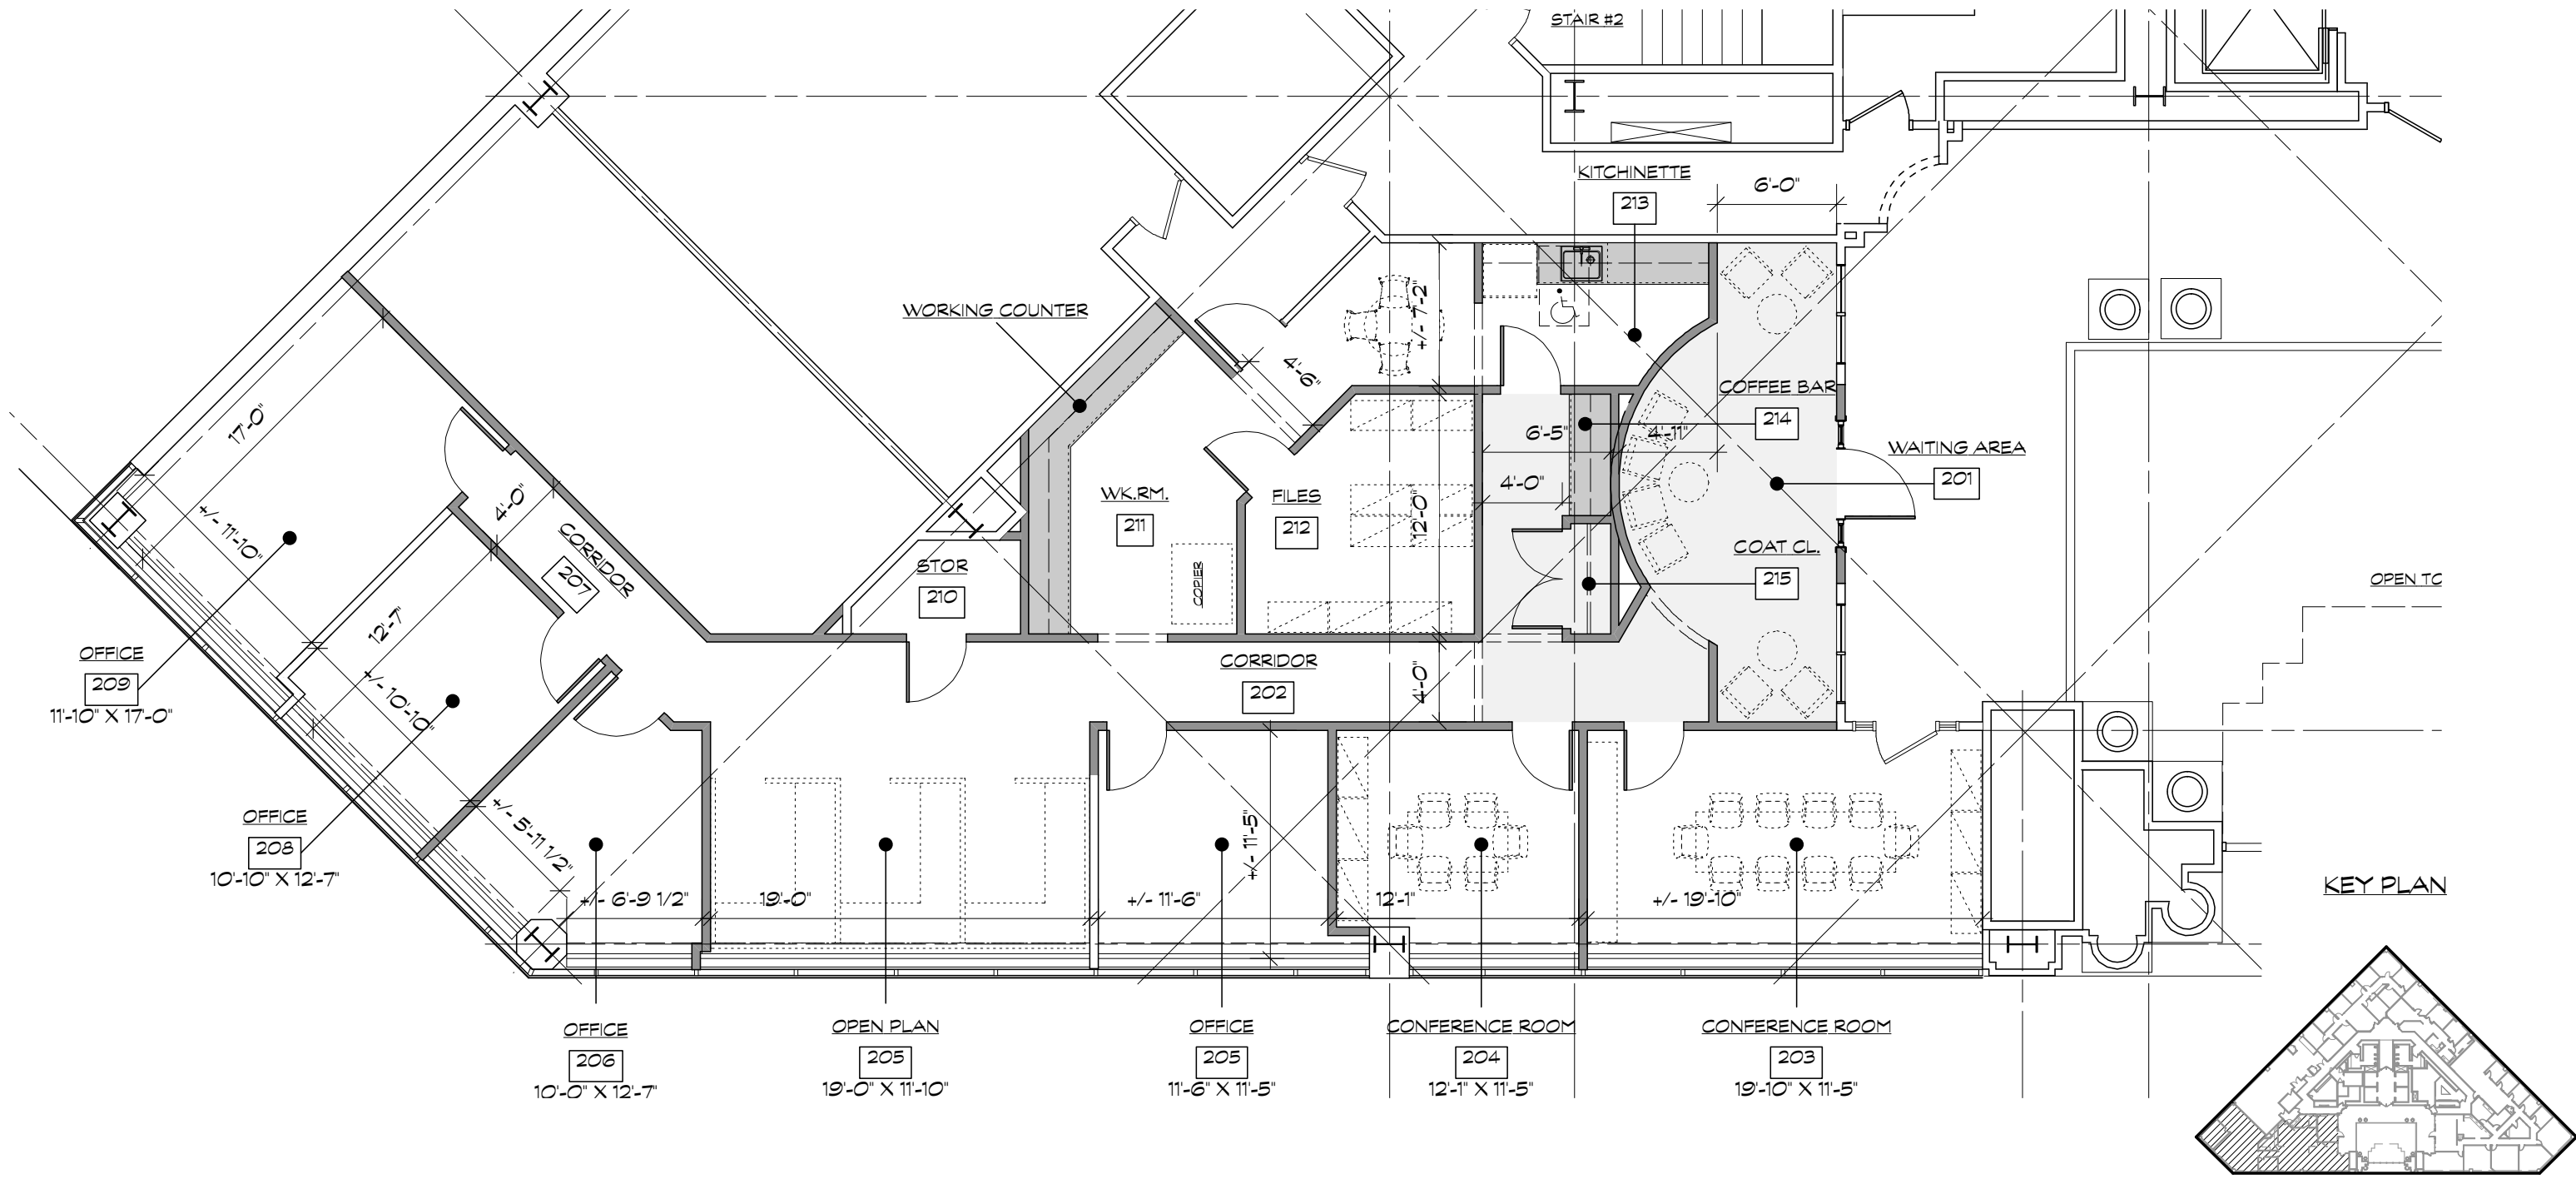 STAIR #2
KITCHINETTE
213
6'-0"
WORKING COUNTER
+/- 7'-2"
4'-6"
17'-0"
COFFEE BAR
214
6'-5"
4'-11"
WAITING AREA
201
4'-0"
4'-0"
+/- 11'-10"
CORRIDOR
207
WK.RM.
211
FILES
212
12'-0"
COAT CL.
215
STOR
210
COPIER
OPEN TO
12'-7"
OFFICE
209
11'-10" X 17'-0"
+/- 10'-10"
CORRIDOR
202
4'-0"
OFFICE
208
10'-10" X 12'-7"
+/- 5'-11 1/2"
+/- 11'-5"
+/- 6'-9 1/2"
19'-0"
+/- 11'-6"
12'-1"
+/- 19'-10"
KEY PLAN
OFFICE
206
10'-0" X 12'-7"
OPEN PLAN
205
19'-0" X 11'-10"
OFFICE
205
11'-6" X 11'-5"
CONFERENCE ROOM
204
12'-1" X 11'-5"
CONFERENCE ROOM
203
19'-10" X 11'-5"